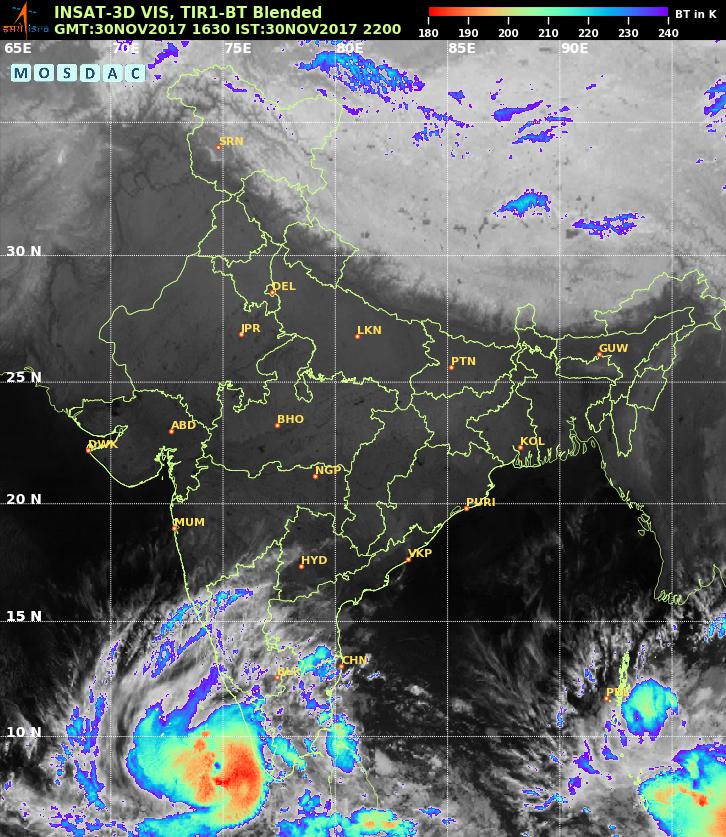 INSAT-3D VIS, TIR1-BT Blended
GMT:30NOV2017 1630 IST:30NOV2017 2200
BT in K
180 190 200 210 220 230 240
65E 70E 75E 80E 85E 90E
M O S D A C
SRN
30 N
DEL
JPR
LKN
GUW
PTN
25 N
ABD
BHO
DWK
KOL
NGP
20 N
PURI
MUM
VKP
HYD
15 N
CHN
10 N